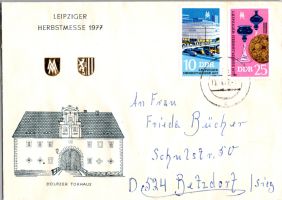 LEIPZIGER
HERBSTMESSE 1977
10 DDR
DDR 25
An Frau
Frieda Bücher
Schulstr. 50
D-524 Betzdorf/Sieg
DÖLITZER TORHAUS